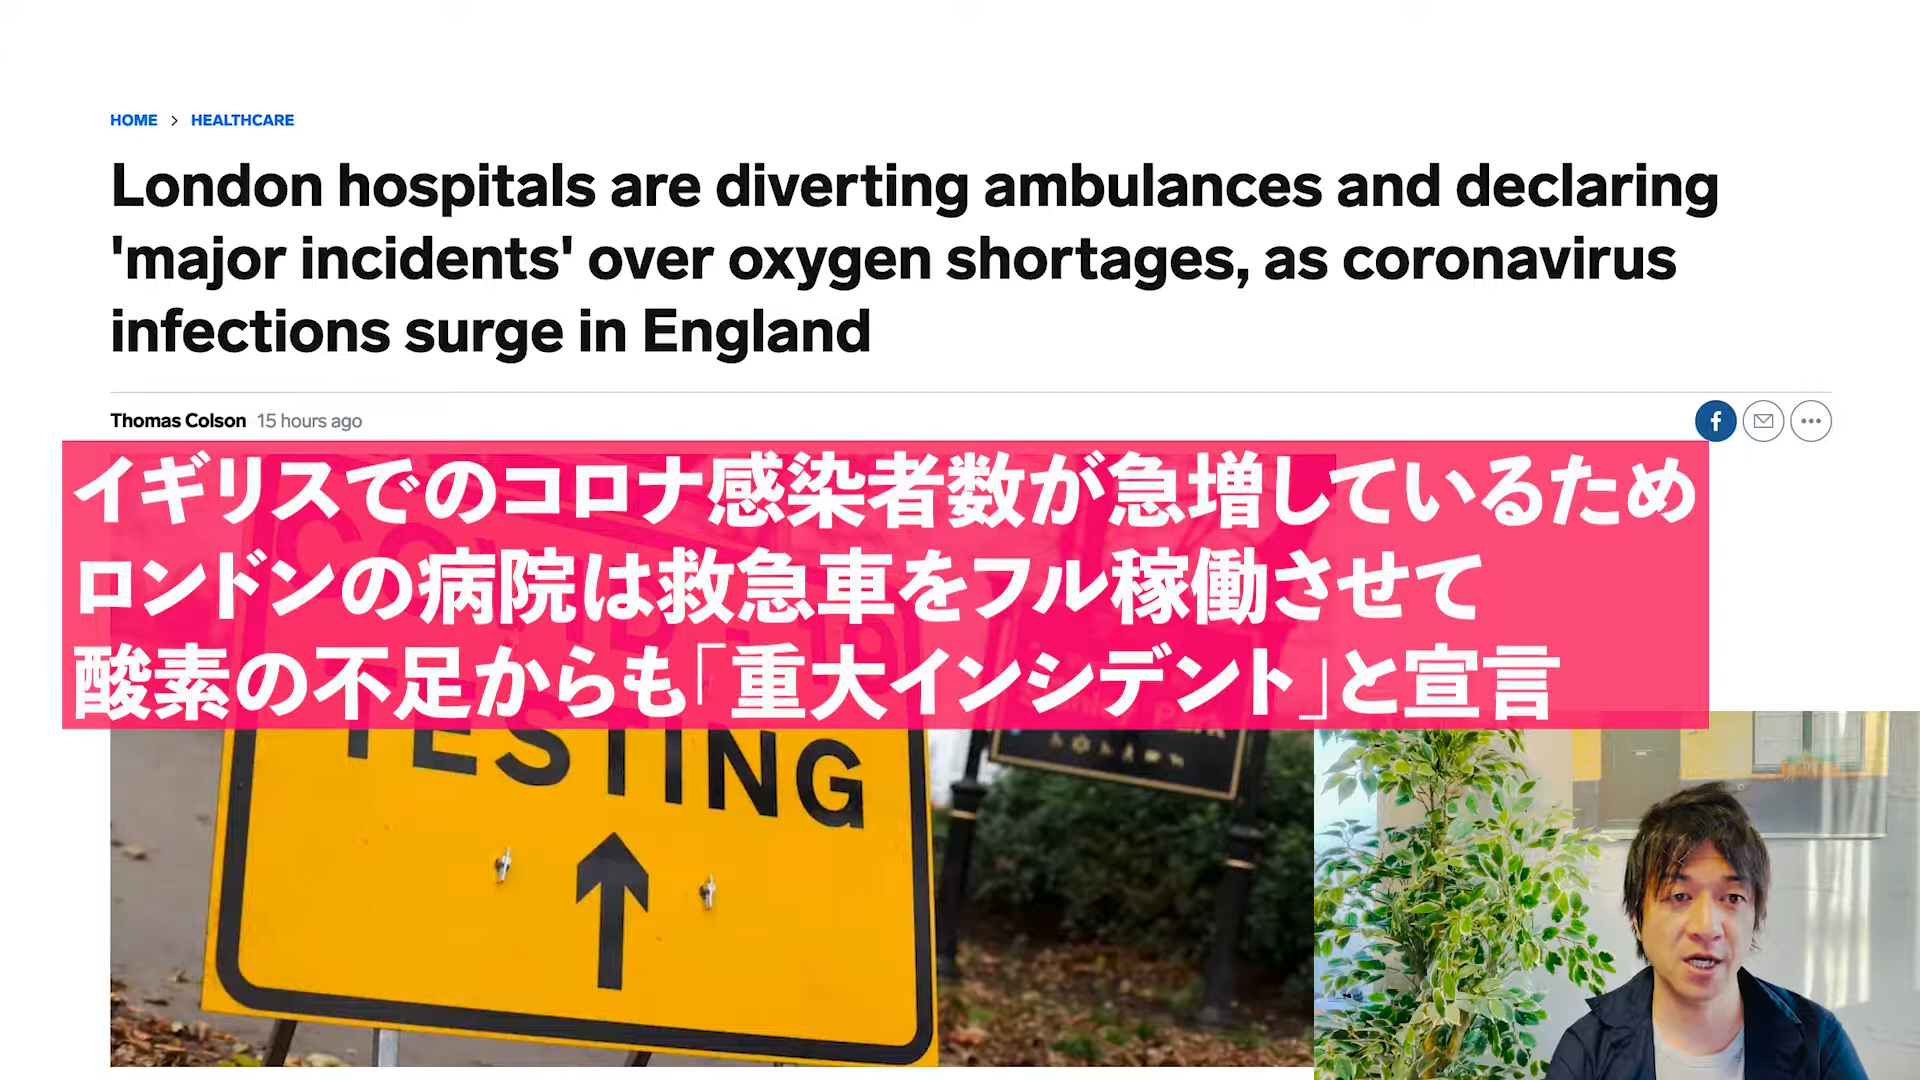 HOME > HEALTHCARE
London hospitals are diverting ambulances and declaring
'major incidents' over oxygen shortages, as coronavirus
infections surge in England
Thomas Colson 15 hours ago
イギリスでのコロナ感染者数が急増しているため
ロンドンの病院は救急車をフル稼働させて
酸素の不足からも「重大インシデント」と宣言
TESTING